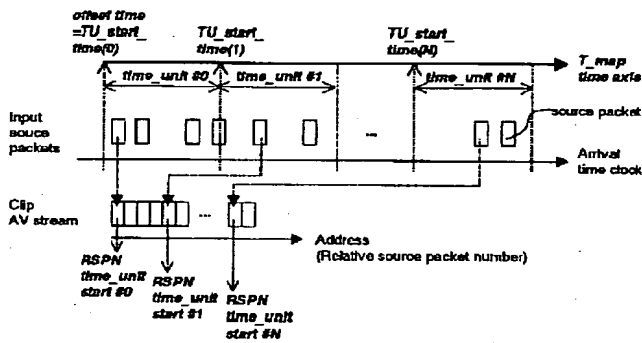 offset time
=TU_start_
time(0)
TU_start_
time(1)
TU_start_
time(N)
T_map
time axis
time_unit #0
time_unit #1
time_unit #N
source packet
Input
souce
packets
...
Arrival
time clock
Clip
AV stream
...
Address
(Relative source packet number)
RSPN
time_unit
start #0
RSPN
time_unit
start #1
RSPN
time_unit
start #N